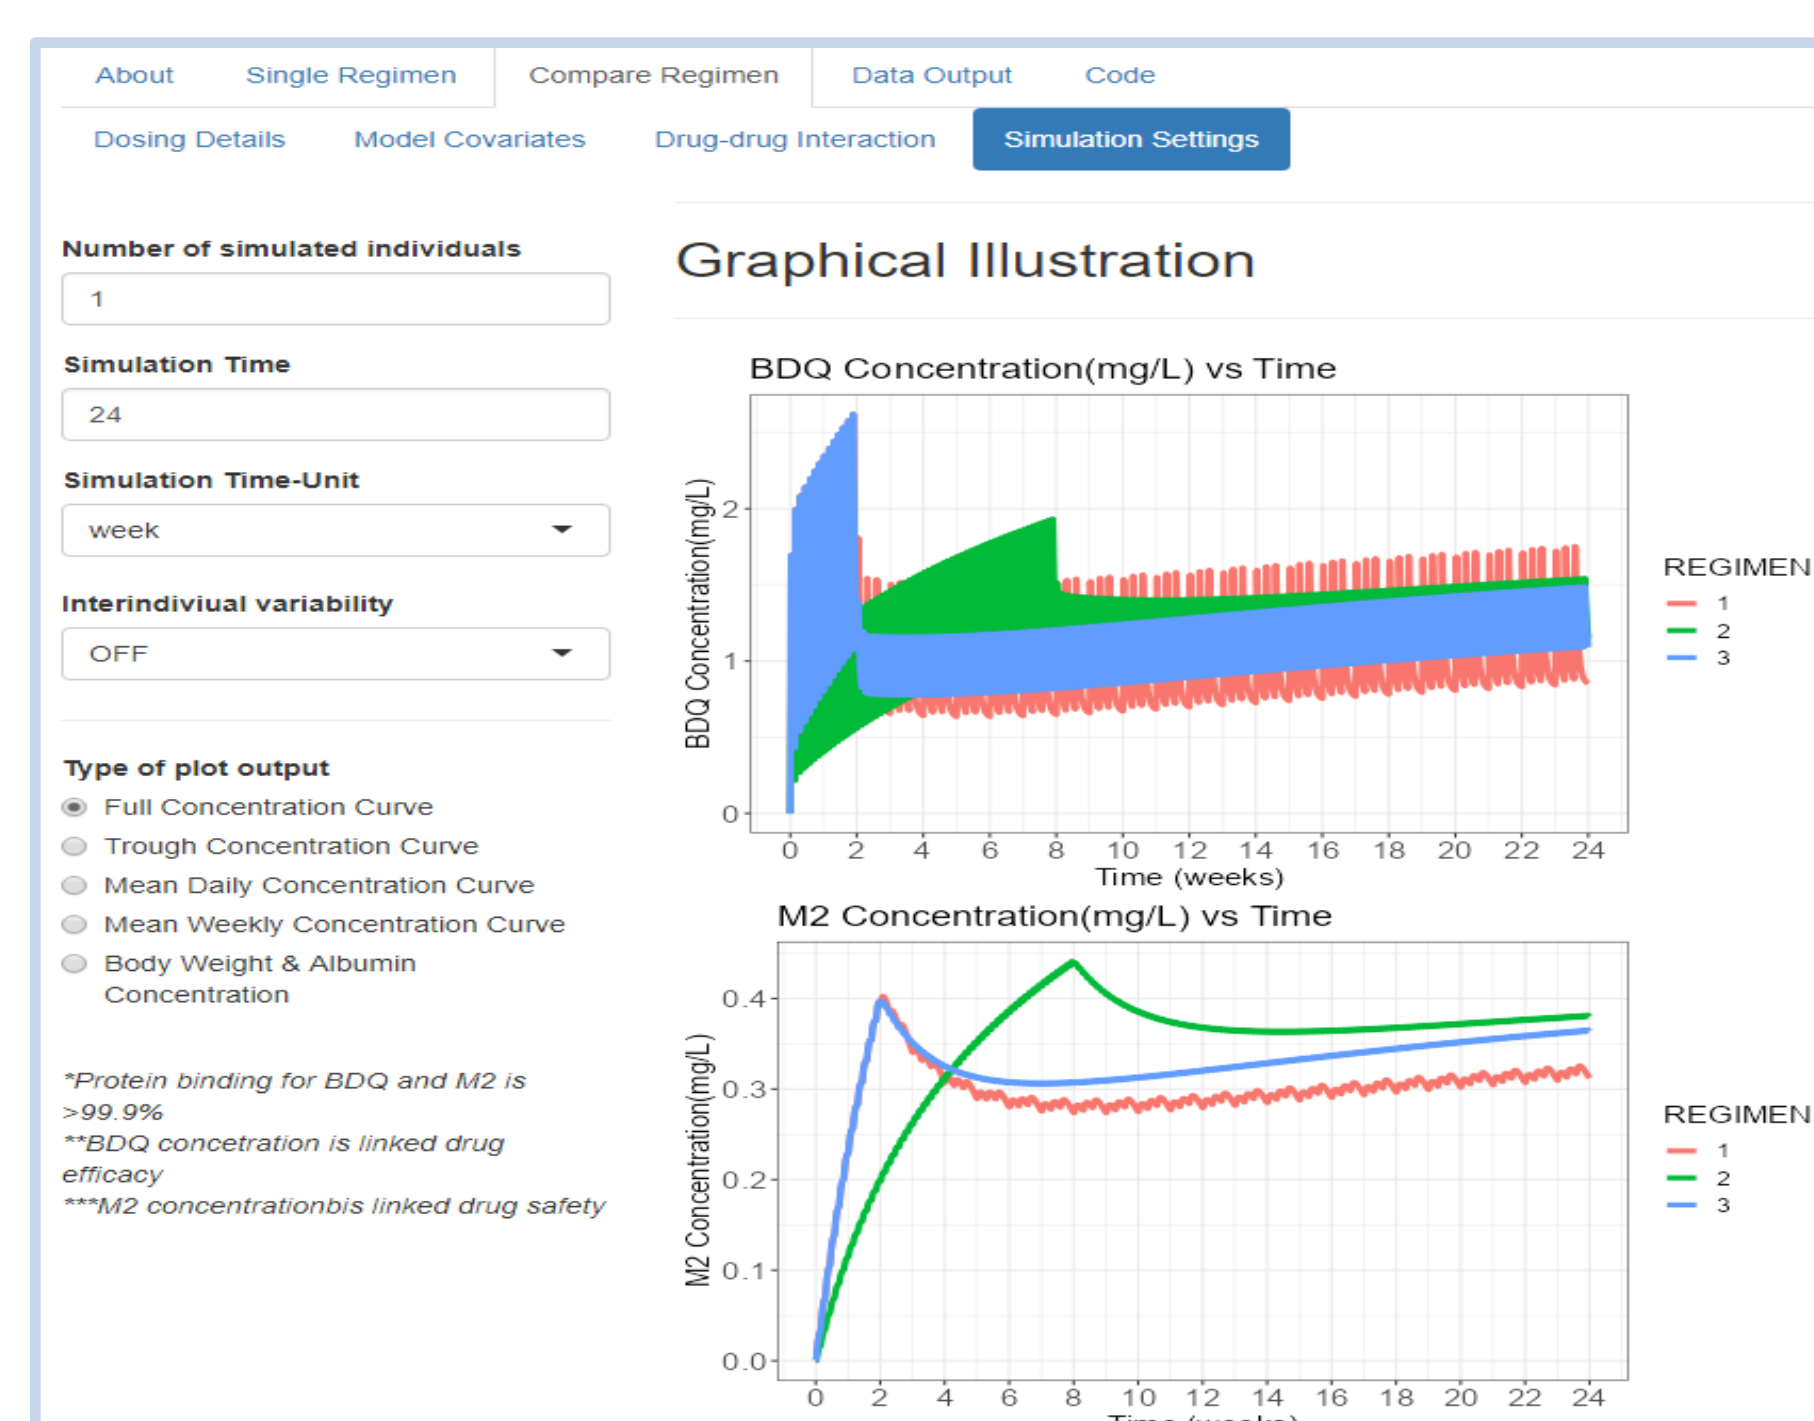 About Single Regimen Compare Regimen Data Output Code
Dosing Details Model Covariates Drug-drug Interaction Simulation Settings
Number of simulated individuals
1
Simulation Time
24
Simulation Time-Unit
week
Interindiviual variability
OFF
Type of plot output
Full Concentration Curve
Trough Concentration Curve
Mean Daily Concentration Curve
Mean Weekly Concentration Curve
Body Weight & Albumin
Concentration
*Protein binding for BDQ and M2 is
>99.9%
**BDQ concetration is linked drug
efficacy
***M2 concentrationbis linked drug safety
Graphical Illustration
BDQ Concentration(mg/L) vs Time
BDQ Concentration(mg/L)
2
1
0
0 2 4 6 8 10 12 14 16 18 20 22 24
Time (weeks)
REGIMEN
1
2
3
M2 Concentration(mg/L) vs Time
M2 Concentration(mg/L)
0.4
0.3
0.2
0.1
0.0
0 2 4 6 8 10 12 14 16 18 20 22 24
Time (weeks)
REGIMEN
1
2
3